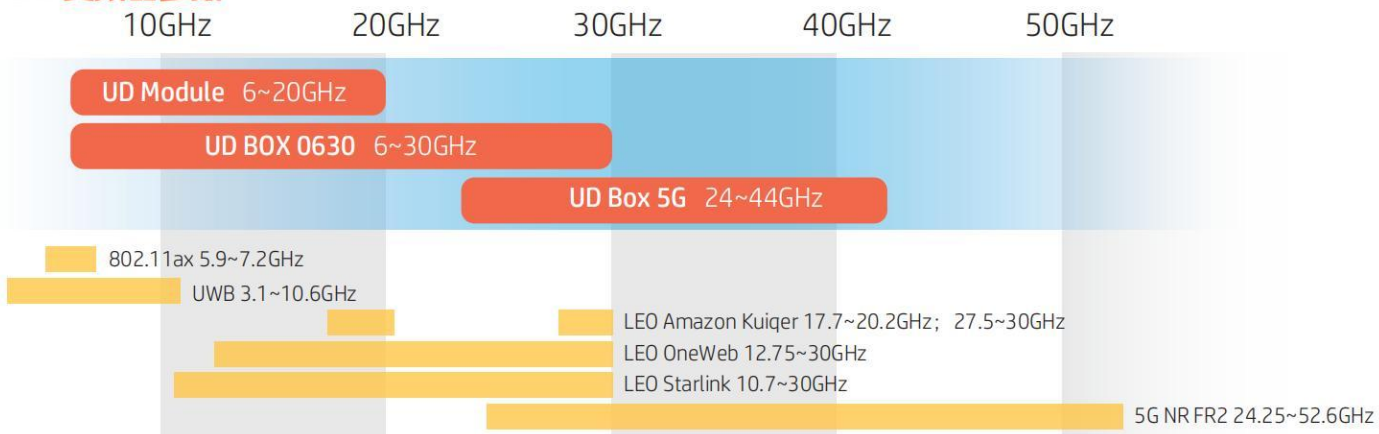 10GHz 20GHz 30GHz 40GHz 50GHz
UD Module 6~20GHz
UD BOX 0630 6~30GHz
UD Box 5G 24~44GHz
802.11ax 5.9~7.2GHz
UWB 3.1~10.6GHz
LEO Amazon Kuiqer 17.7~20.2GHz； 27.5~30GHz
LEO OneWeb 12.75~30GHz
LEO Starlink 10.7~30GHz
5G NR FR2 24.25~52.6GHz